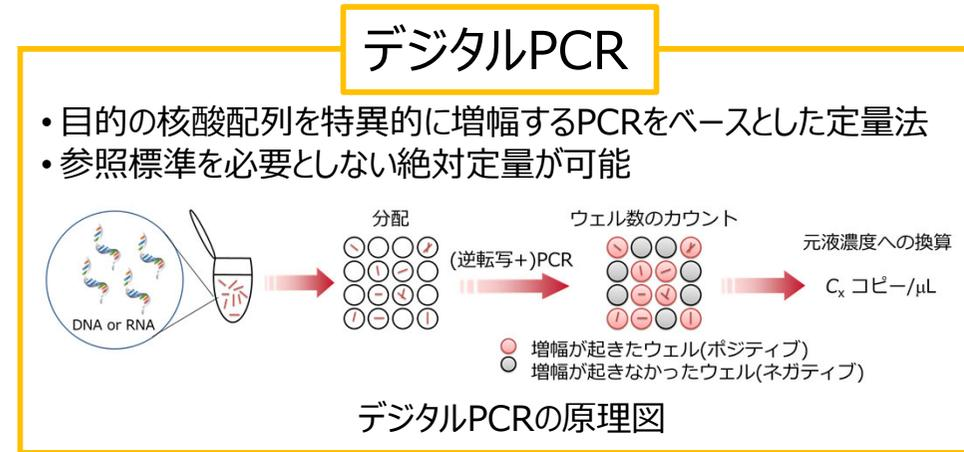 デジタルPCR
• 目的の核酸配列を特異的に増幅するPCRをベースとした定量法
• 参照標準を必要としない絶対定量が可能
分配
ウェル数のカウント
元液濃度への換算
(逆転写+)PCR
Cx コピー/μL
DNA or RNA
増幅が起きたウェル(ポジティブ)
増幅が起きなかったウェル(ネガティブ)
デジタルPCRの原理図